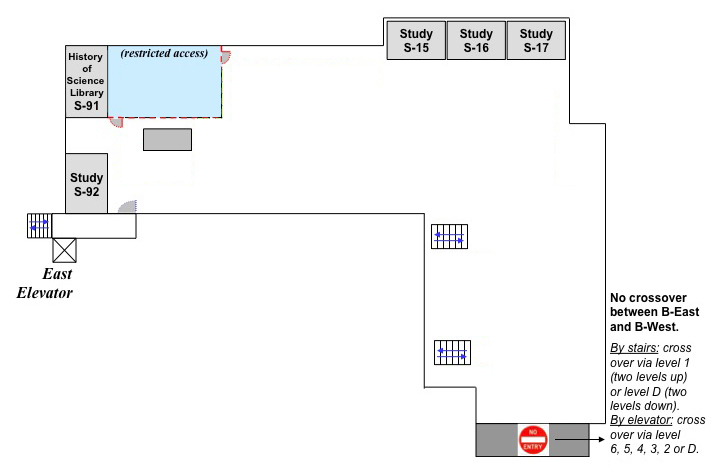 (restricted access)
History
of
Science
Library
S-91
Study
S-15
Study
S-16
Study
S-17
Study
S-92
East
Elevator
No crossover
between B-East
and B-West.
By stairs: cross
over via level 1
(two levels up)
or level D (two
levels down).
By elevator: cross
over via level
6, 5, 4, 3, 2 or D.
NO
ENTRY